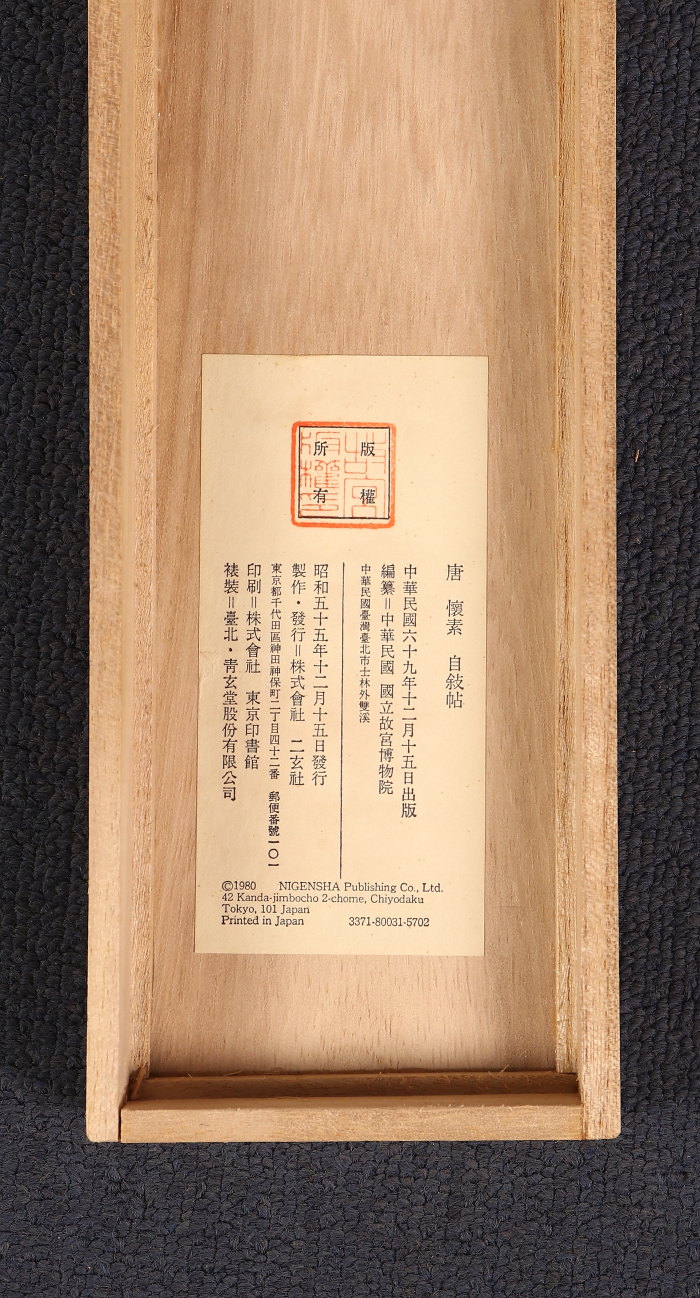 版權
所有
唐 懷素 自敍帖
中華民國六十九年十二月十五日出版
編纂＝中華民國 國立故宮博物院
中華民國臺灣臺北市士林外雙溪
昭和五十五年十二月十五日發行
製作・發行＝株式會社 二玄社
東京都千代田區神田神保町二丁目四十二番 郵便番號一〇一
印刷＝株式會社 東京印書館
裱裝＝臺北・靑玄堂股份有限公司
©1980 NIGENSHA Publishing Co., Ltd.
42 Kanda-jimbocho 2-chome, Chiyodaku
Tokyo, 101 Japan
Printed in Japan 3371-80031-5702